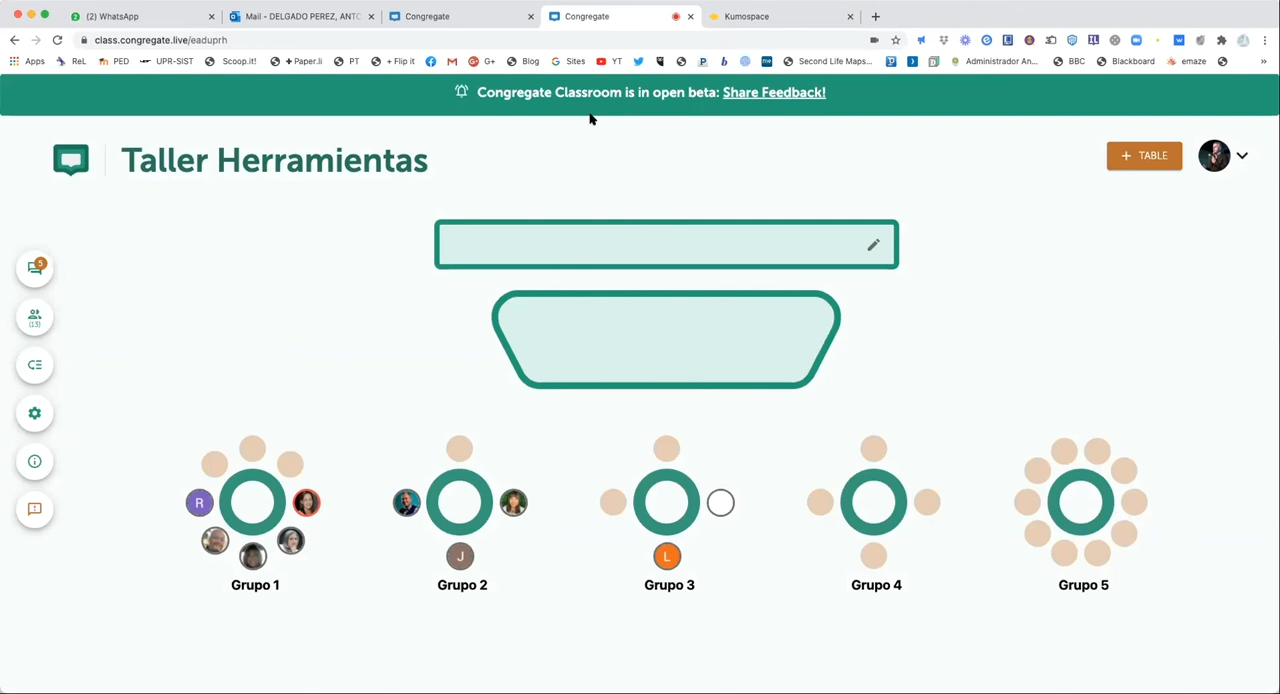 (2) WhatsApp
Mail - DELGADO PEREZ, ANTO
Congregate
Congregate
Kumospace
class.congregate.live/eaduprh
Apps
ReL
PED
UPR-SIST
Scoop.it!
+ Paper.li
PT
+ Flip it
G+
Blog
Sites
YT
Second Life Maps...
Administrador An...
BBC
Blackboard
emaze
Congregate Classroom is in open beta: Share Feedback!
Taller Herramientas
+ TABLE
5
(13)
R
J
L
Grupo 1
Grupo 2
Grupo 3
Grupo 4
Grupo 5